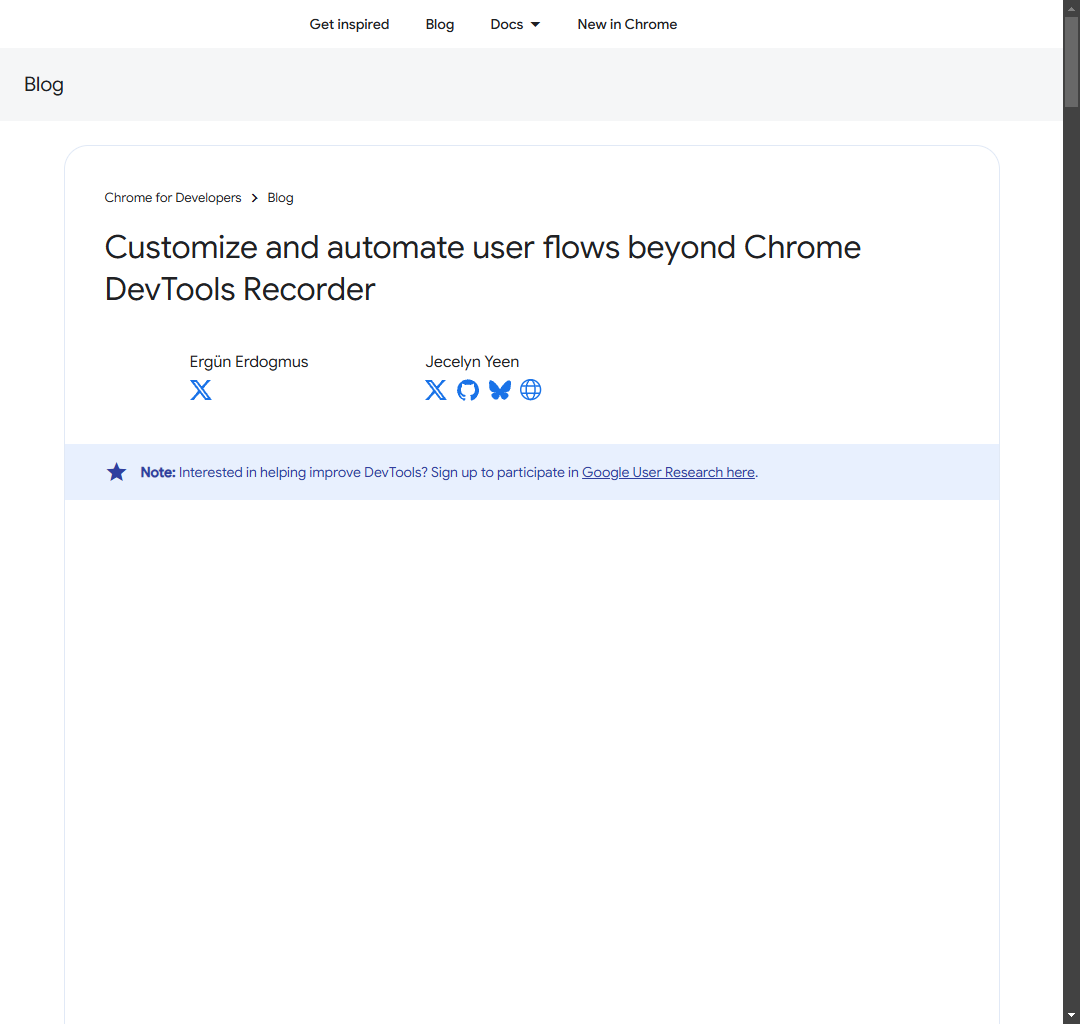 Get inspired Blog Docs New in Chrome
Blog
Chrome for Developers Blog
Customize and automate user flows beyond Chrome
DevTools Recorder
Ergün Erdogmus Jecelyn Yeen
Note: Interested in helping improve DevTools? Sign up to participate in Google User Research here.